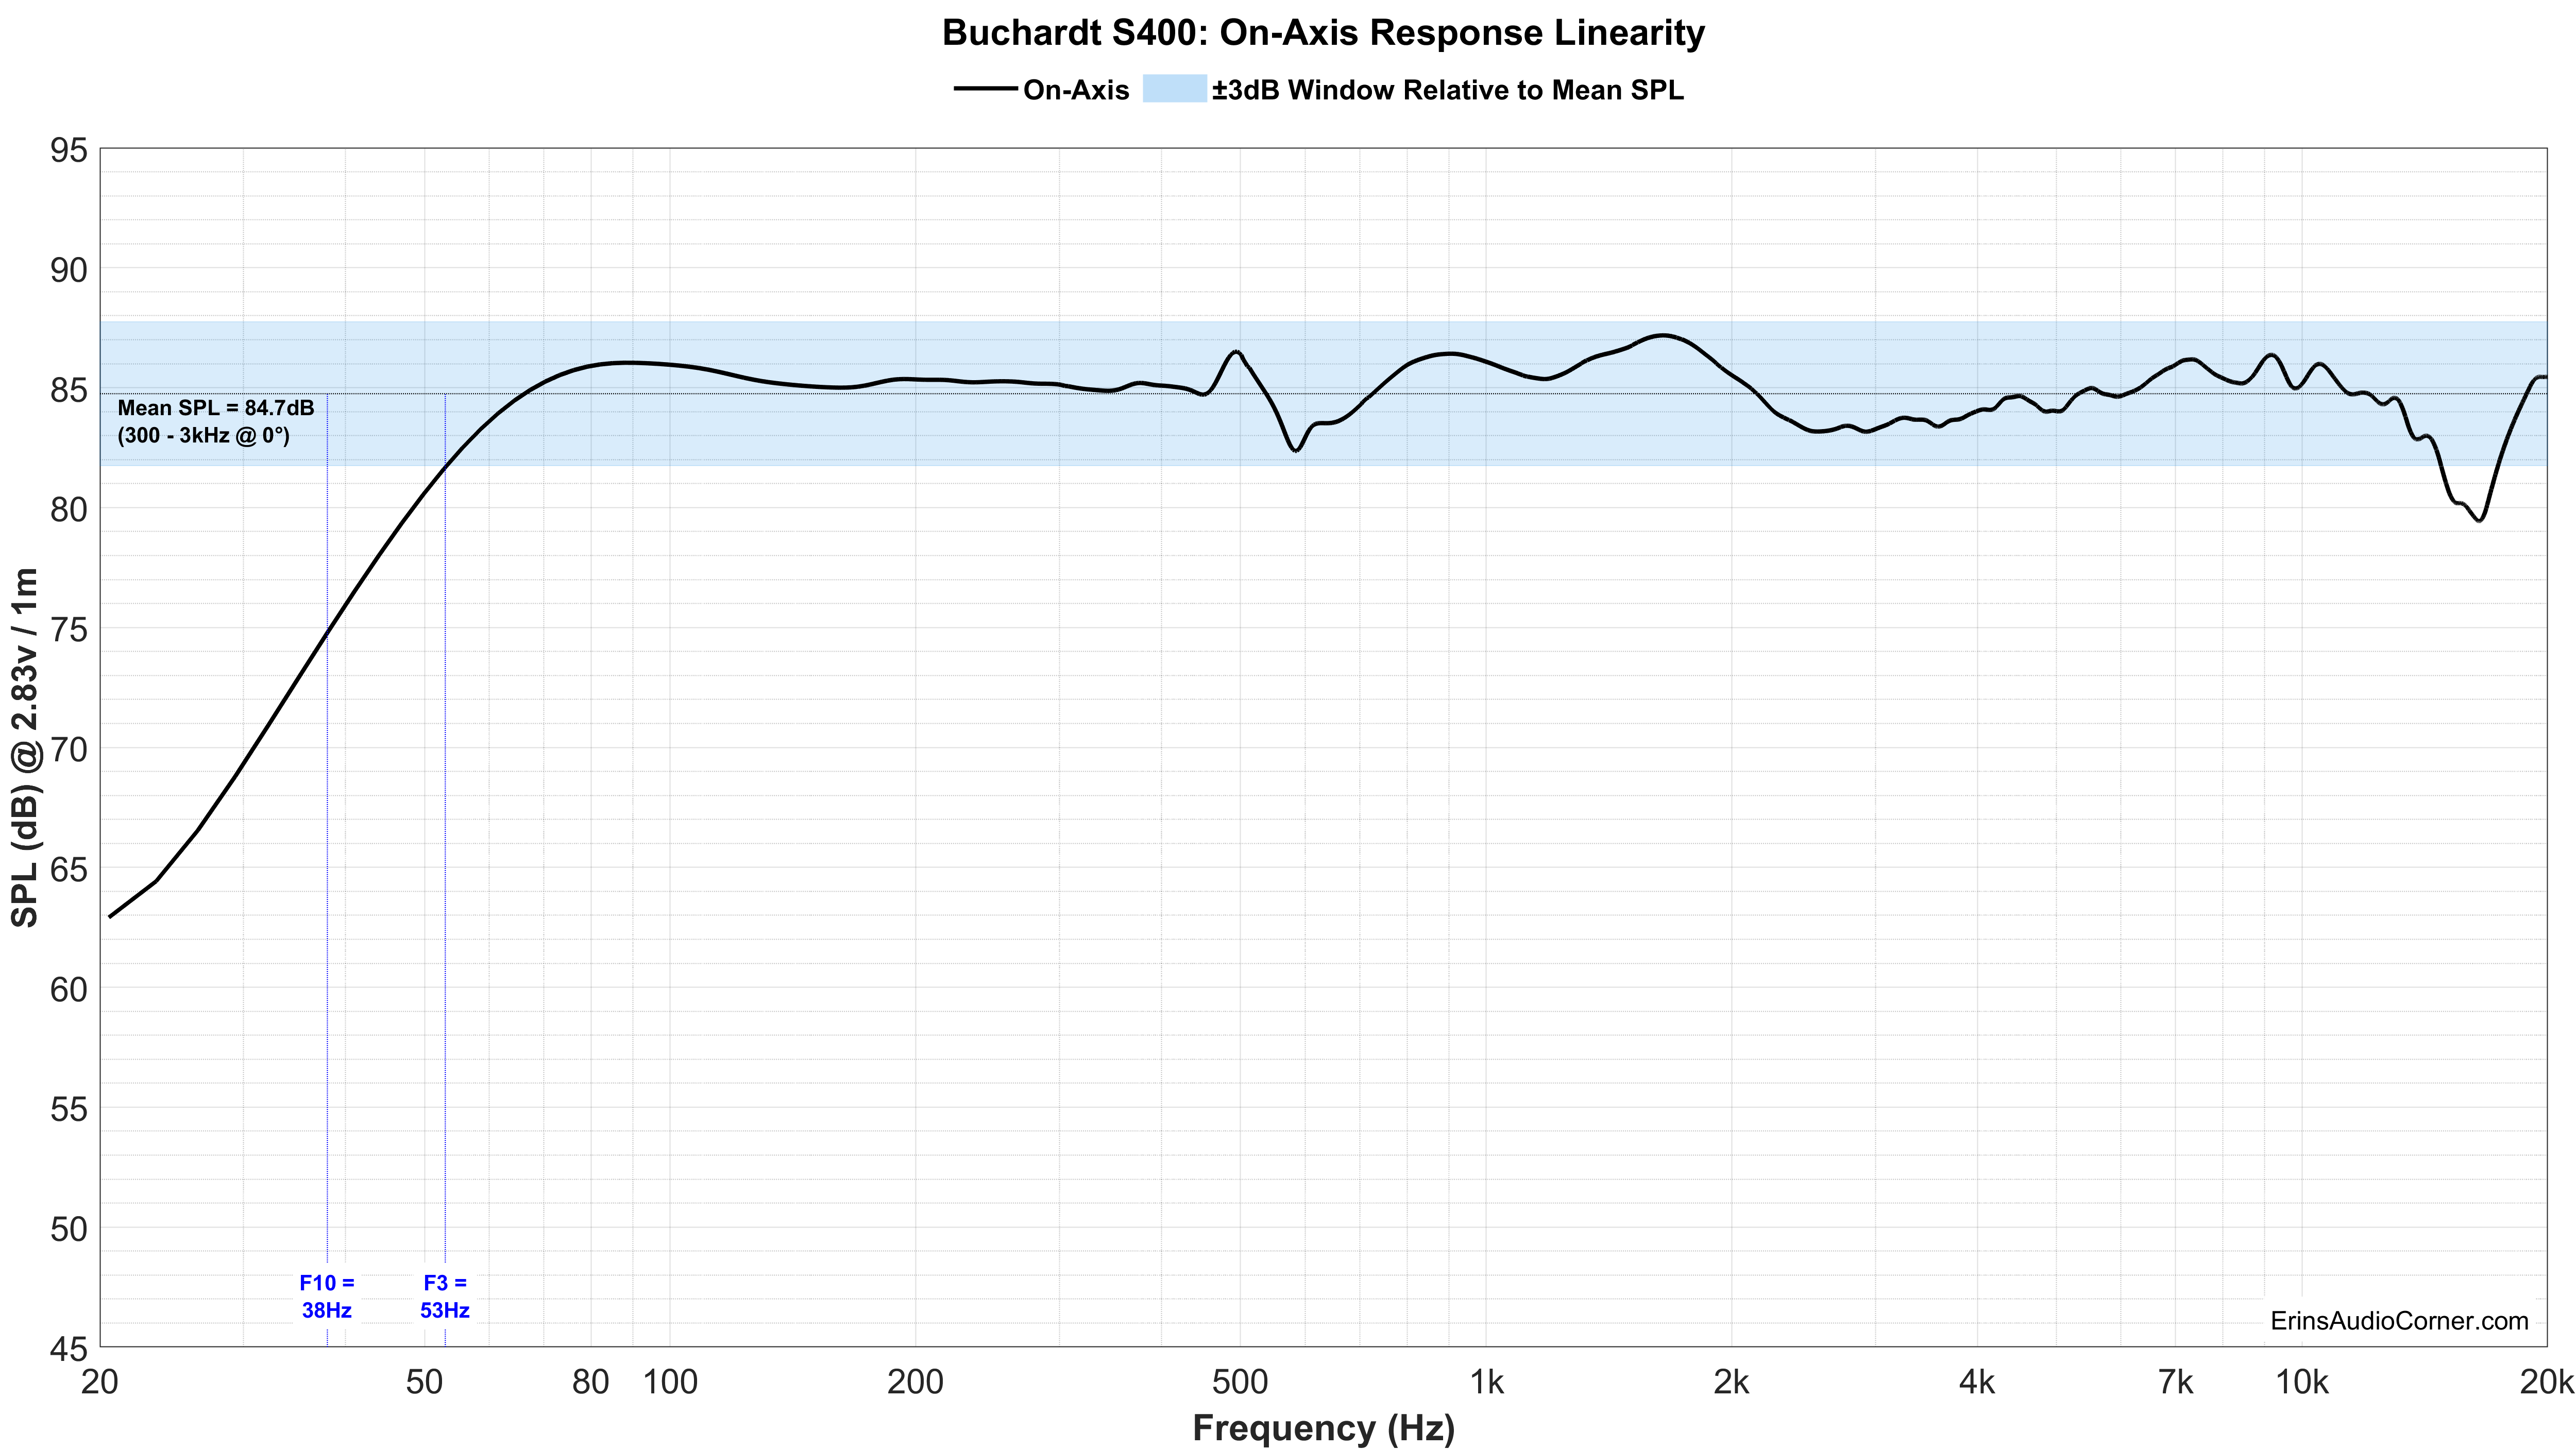 Buchardt S400: On-Axis Response Linearity
On-Axis ±3dB Window Relative to Mean SPL
SPL (dB) @ 2.83v / 1m
95
90
85
80
75
70
65
60
55
50
45
Mean SPL = 84.7dB
(300 - 3kHz @ 0°)
F10 =
38Hz
F3 =
53Hz
ErinsAudioCorner.com
20 50 80 100 200 500 1k 2k 4k 7k 10k 20k
Frequency (Hz)